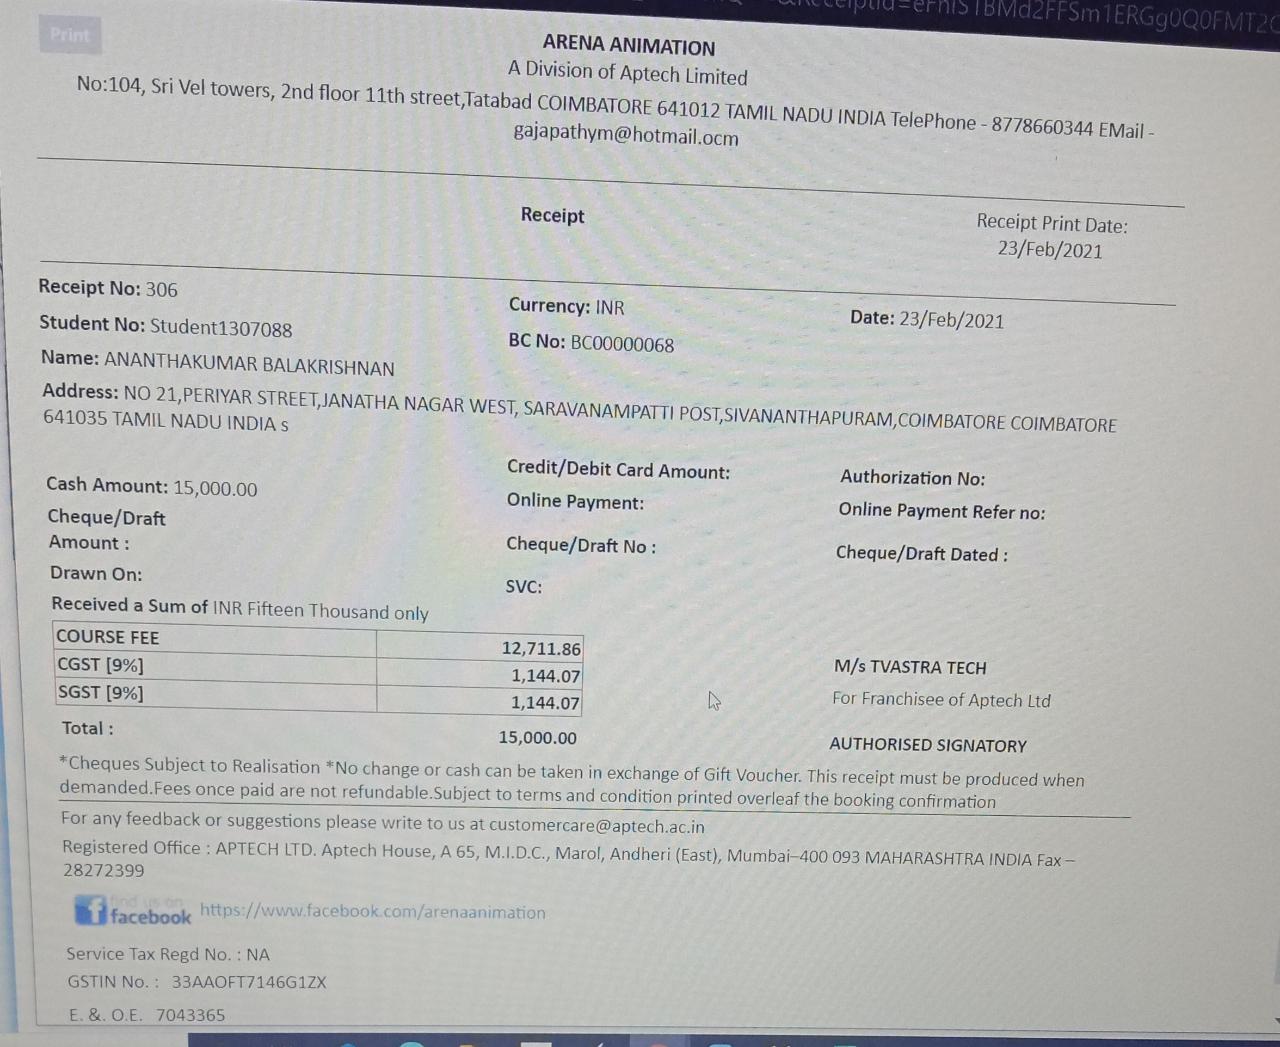 Print
ARENA ANIMATION
A Division of Aptech Limited
No:104, Sri Vel towers, 2nd floor 11th street,Tatabad COIMBATORE 641012 TAMIL NADU INDIA TelePhone - 8778660344 EMail -
gajapathym@hotmail.ocm
Receipt
Receipt Print Date:
23/Feb/2021
Receipt No: 306
Currency: INR
Date: 23/Feb/2021
Student No: Student1307088
BC No: BC00000068
Name: ANANTHAKUMAR BALAKRISHNAN
Address: NO 21,PERIYAR STREET,JANATHA NAGAR WEST, SARAVANAMPATTI POST,SIVANANTHAPURAM,COIMBATORE COIMBATORE
641035 TAMIL NADU INDIA s
Cash Amount: 15,000.00
Credit/Debit Card Amount:
Authorization No:
Cheque/Draft
Amount :
Online Payment:
Online Payment Refer no:
Cheque/Draft No :
Cheque/Draft Dated :
Drawn On:
SVC:
Received a Sum of INR Fifteen Thousand only
COURSE FEE 12,711.86
CGST [9%] 1,144.07
SGST [9%] 1,144.07
Total : 15,000.00
M/s TVASTRA TECH
For Franchisee of Aptech Ltd
AUTHORISED SIGNATORY
*Cheques Subject to Realisation *No change or cash can be taken in exchange of Gift Voucher. This receipt must be produced when
demanded.Fees once paid are not refundable.Subject to terms and condition printed overleaf the booking confirmation
For any feedback or suggestions please write to us at customercare@aptech.ac.in
Registered Office : APTECH LTD. Aptech House, A 65, M.I.D.C., Marol, Andheri (East), Mumbai–400 093 MAHARASHTRA INDIA Fax –
28272399
find us on
facebook https://www.facebook.com/arenaanimation
Service Tax Regd No. : NA
GSTIN No. : 33AAOFT7146G1ZX
E. &. O.E. 7043365